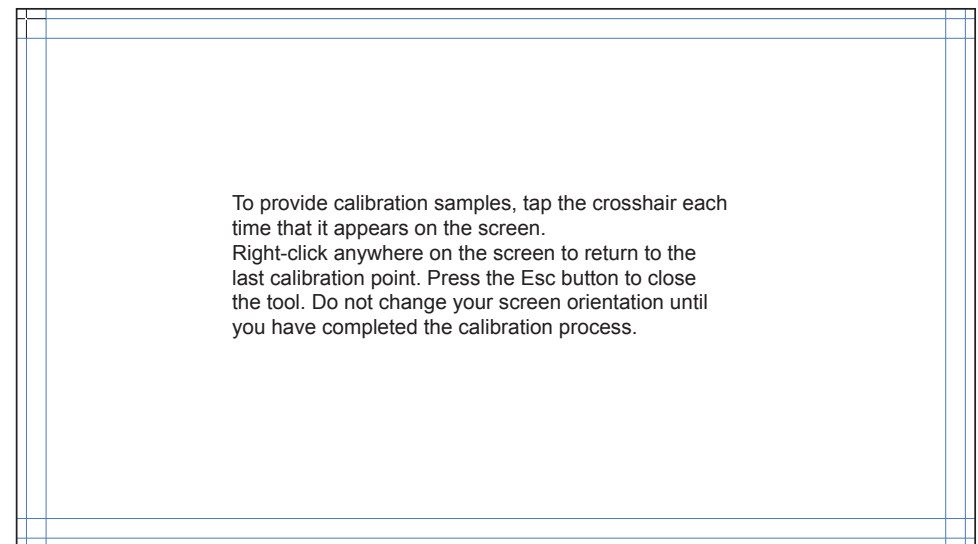 To provide calibration samples, tap the crosshair each
time that it appears on the screen.
Right-click anywhere on the screen to return to the
last calibration point. Press the Esc button to close
the tool. Do not change your screen orientation until
you have completed the calibration process.